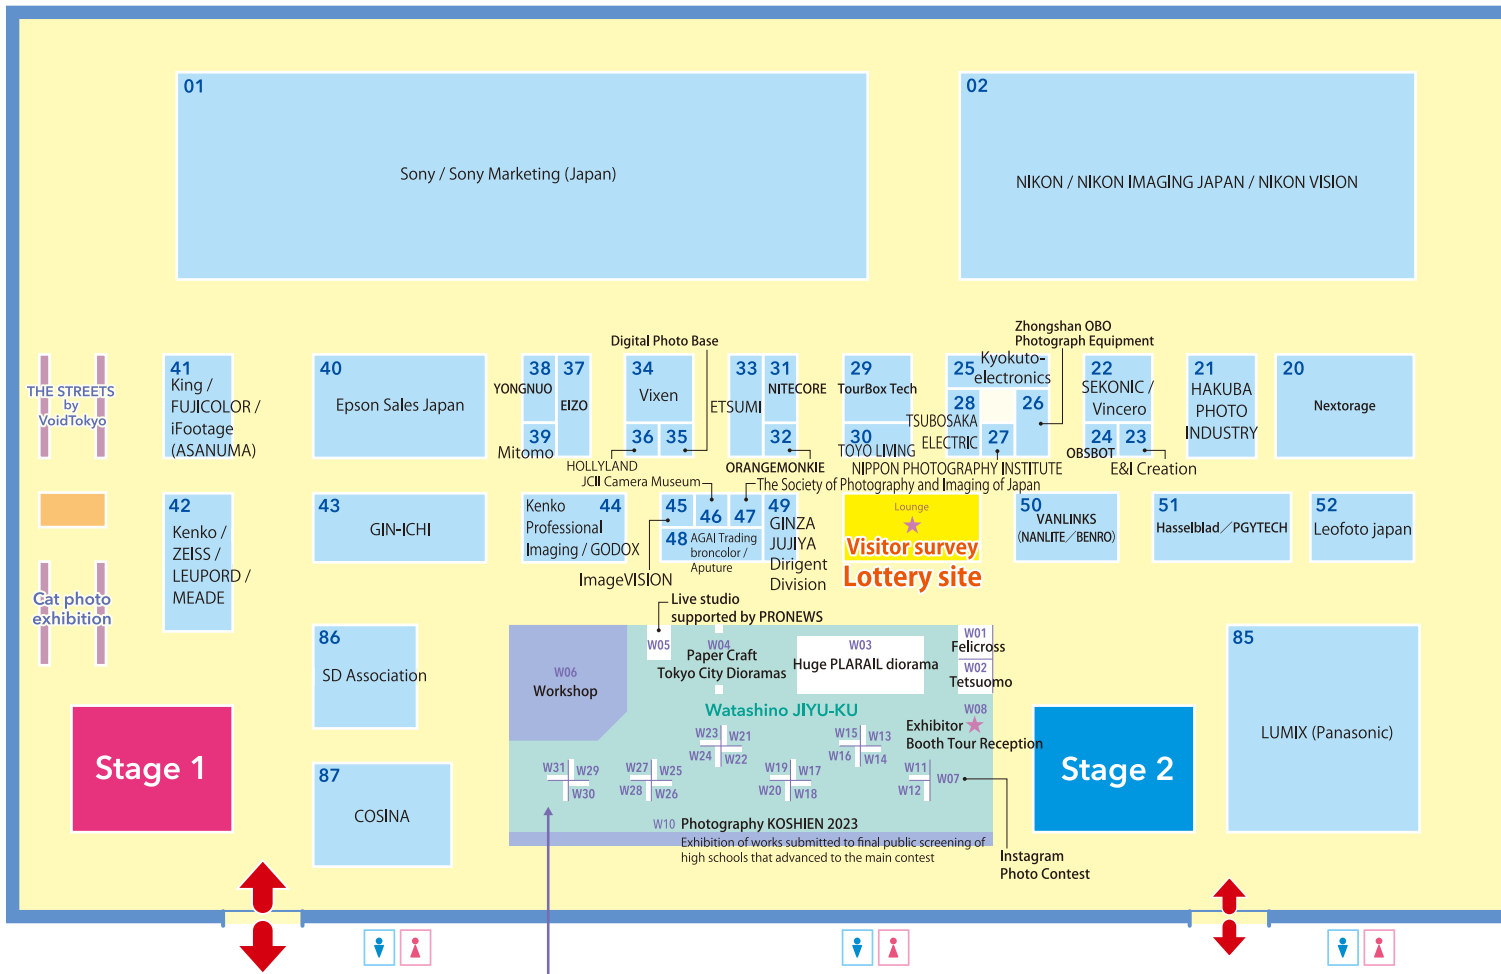 01
Sony / Sony Marketing (Japan)
02
NIKON / NIKON IMAGING JAPAN / NIKON VISION
THE STREETS
by
VoidTokyo
41
King /
FUJICOLOR /
iFootage
(ASANUMA)
40
Epson Sales Japan
38
YONGNUO
37
EIZO
39
Mitomo
Digital Photo Base
34
Vixen
36
35
HOLLYLAND
JCII Camera Museum
33
ETSUMI
31
NITECORE
32
ORANGEMONKIE
The Society of Photography and Imaging of Japan
29
TourBox Tech
30
TOYO LIVING
Zhongshan OBO
Photograph Equipment
25
Kyokuto-
electronics
28
TSUBOSAKA
ELECTRIC
26
27
NIPPON PHOTOGRAPHY INSTITUTE
22
SEKONIC /
Vincero
24
23
OBSBOT
E&I Creation
21
HAKUBA
PHOTO
INDUSTRY
20
Nextorage
42
Kenko /
ZEISS /
LEUPORD /
MEADE
43
GIN-ICHI
44
Kenko
Professional
Imaging / GODOX
45
46
47
48
AGAI Trading
broncolor /
Aputure
ImageVISION
49
GINZA
JUJIYA
Dirigent
Division
Lounge
Visitor survey
Lottery site
50
VANLINKS
(NANLITE／BENRO)
51
Hasselblad／PGYTECH
52
Leofoto japan
Cat photo
exhibition
86
SD Association
Stage 1
87
COSINA
Live studio
supported by PRONEWS
W05
W04
Paper Craft
Tokyo City Dioramas
W03
Huge PLARAIL diorama
W01
Felicross
W02
Tetsuomo
W06
Workshop
Watashino JIYU-KU
W08
Exhibitor
Booth Tour Reception
W23
W21
W24
W22
W15
W13
W16
W14
W31
W29
W30
W27
W25
W28
W26
W19
W17
W20
W18
W11
W12
W07
W10 Photography KOSHIEN 2023
Exhibition of works submitted to final public screening of
high schools that advanced to the main contest
Instagram
Photo Contest
Stage 2
85
LUMIX (Panasonic)